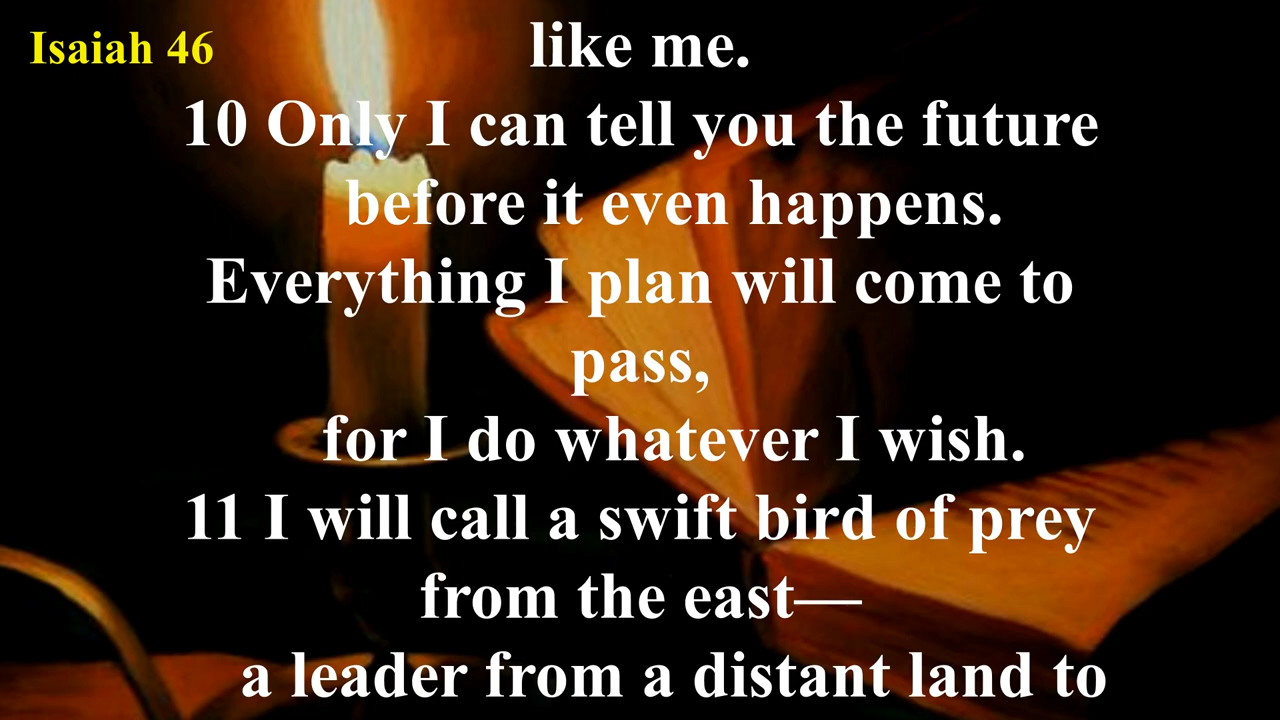 Isaiah 46
like me.
10 Only I can tell you the future
before it even happens.
Everything I plan will come to
pass,
for I do whatever I wish.
11 I will call a swift bird of prey
from the east—
a leader from a distant land to